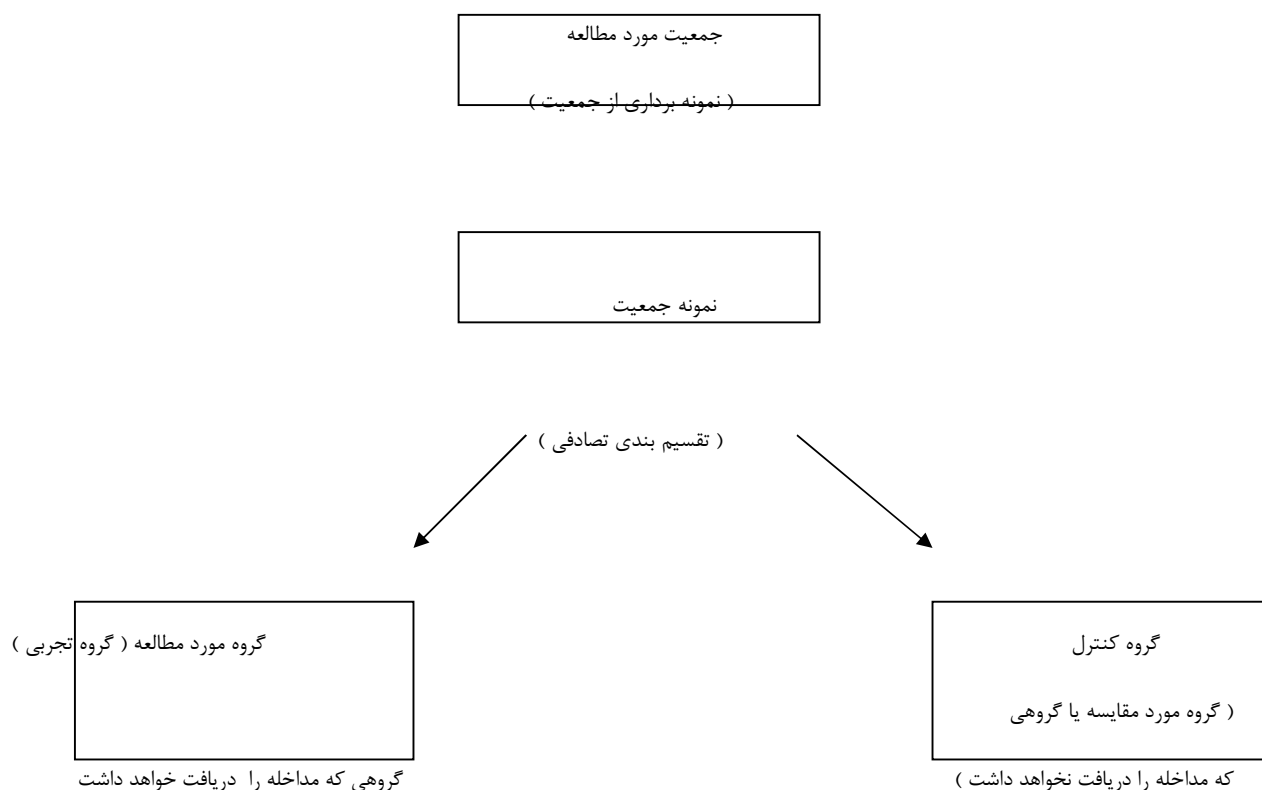 جمعیت مورد مطالعه
( نمونه برداری از جمعیت )
نمونه جمعیت
( تقسیم بندی تصادفی )
گروه کنترل
( گروه مورد مقایسه یا گروهی
که مداخله را دریافت نخواهد داشت )
گروه مورد مطالعه ( گروه تجربی )
گروهی که مداخله را دریافت خواهد داشت